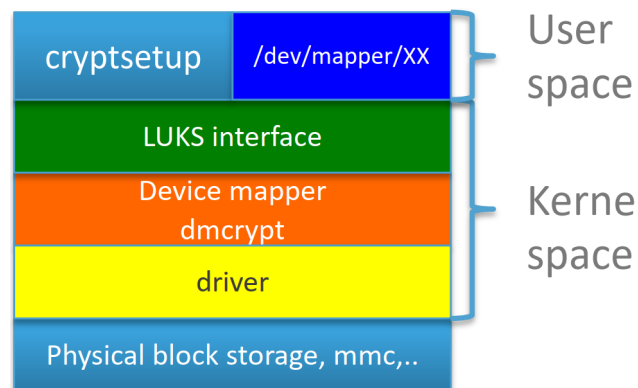 cryptsetup
/dev/mapper/XX
User
space
LUKS interface
Device mapper
dmcrypt
Kerne
space
driver
Physical block storage, mmc,..